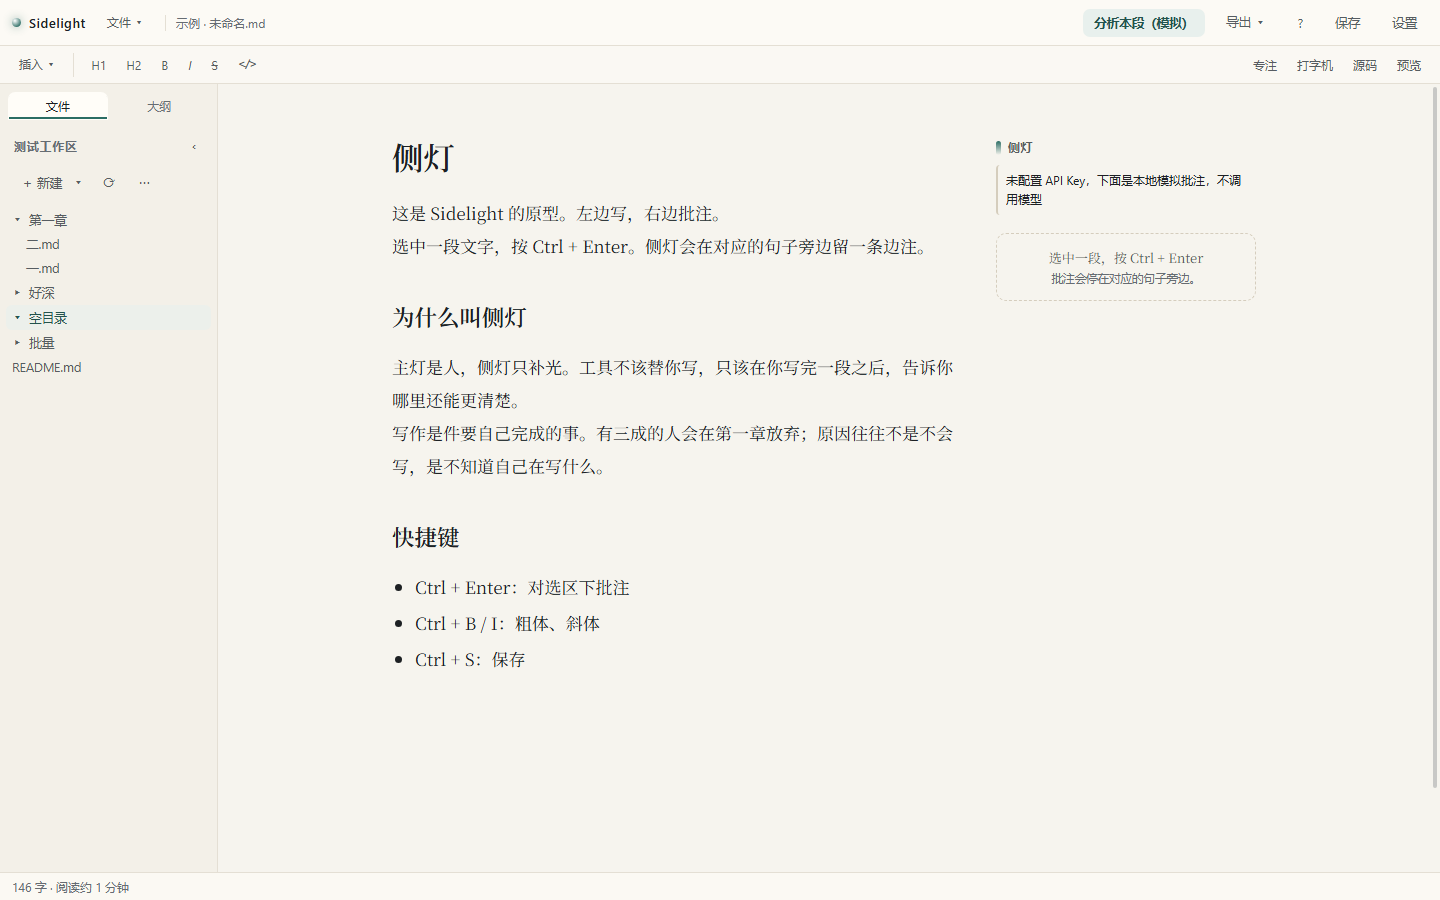 Sidelight 文件 示例 · 未命名.md 分析本段（模拟） 导出 ? 保存 设置
插入 H1 H2 B I S </> 专注 打字机 源码 预览
文件 大纲
测试工作区
+ 新建 ...
第一章
二.md
一.md
好深
空目录
批量
README.md
侧灯
这是 Sidelight 的原型。左边写，右边批注。
选中一段文字，按 Ctrl + Enter。侧灯会在对应的句子旁边留一条边注。
为什么叫侧灯
主灯是人，侧灯只补光。工具不该替你写，只该在你写完一段之后，告诉你
哪里还能更清楚。
写作是件要自己完成的事。有三成的人会在第一章放弃；原因往往不是不会
写，是不知道自己在写什么。
快捷键
Ctrl + Enter：对选区下批注
Ctrl + B / I：粗体、斜体
Ctrl + S：保存
侧灯
未配置 API Key，下面是本地模拟批注，不调
用模型
选中一段，按 Ctrl + Enter
批注会停在对应的句子旁边。
146 字 · 阅读约 1 分钟